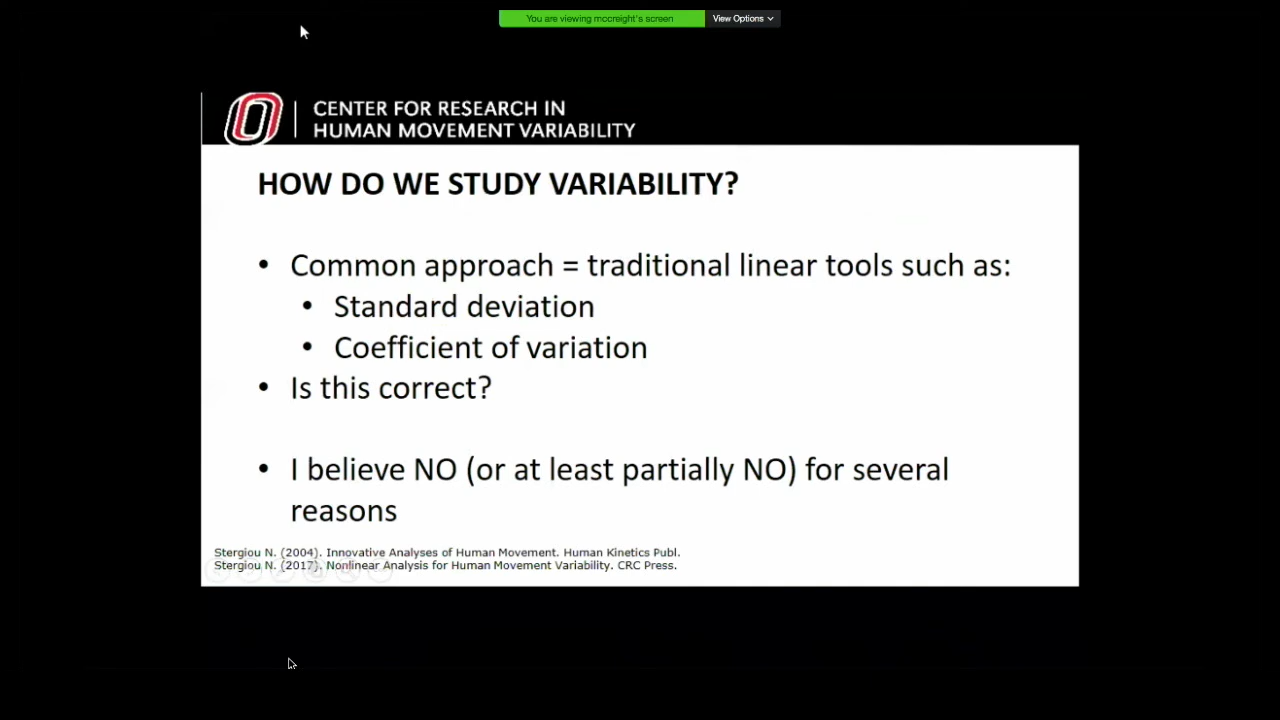 You are viewing mccreight's screen
View Options
CENTER FOR RESEARCH IN
HUMAN MOVEMENT VARIABILITY
HOW DO WE STUDY VARIABILITY?
• Common approach = traditional linear tools such as:
• Standard deviation
• Coefficient of variation
• Is this correct?
• I believe NO (or at least partially NO) for several
reasons
Stergiou N. (2004). Innovative Analyses of Human Movement. Human Kinetics Publ.
Stergiou N. (2017). Nonlinear Analysis for Human Movement Variability. CRC Press.